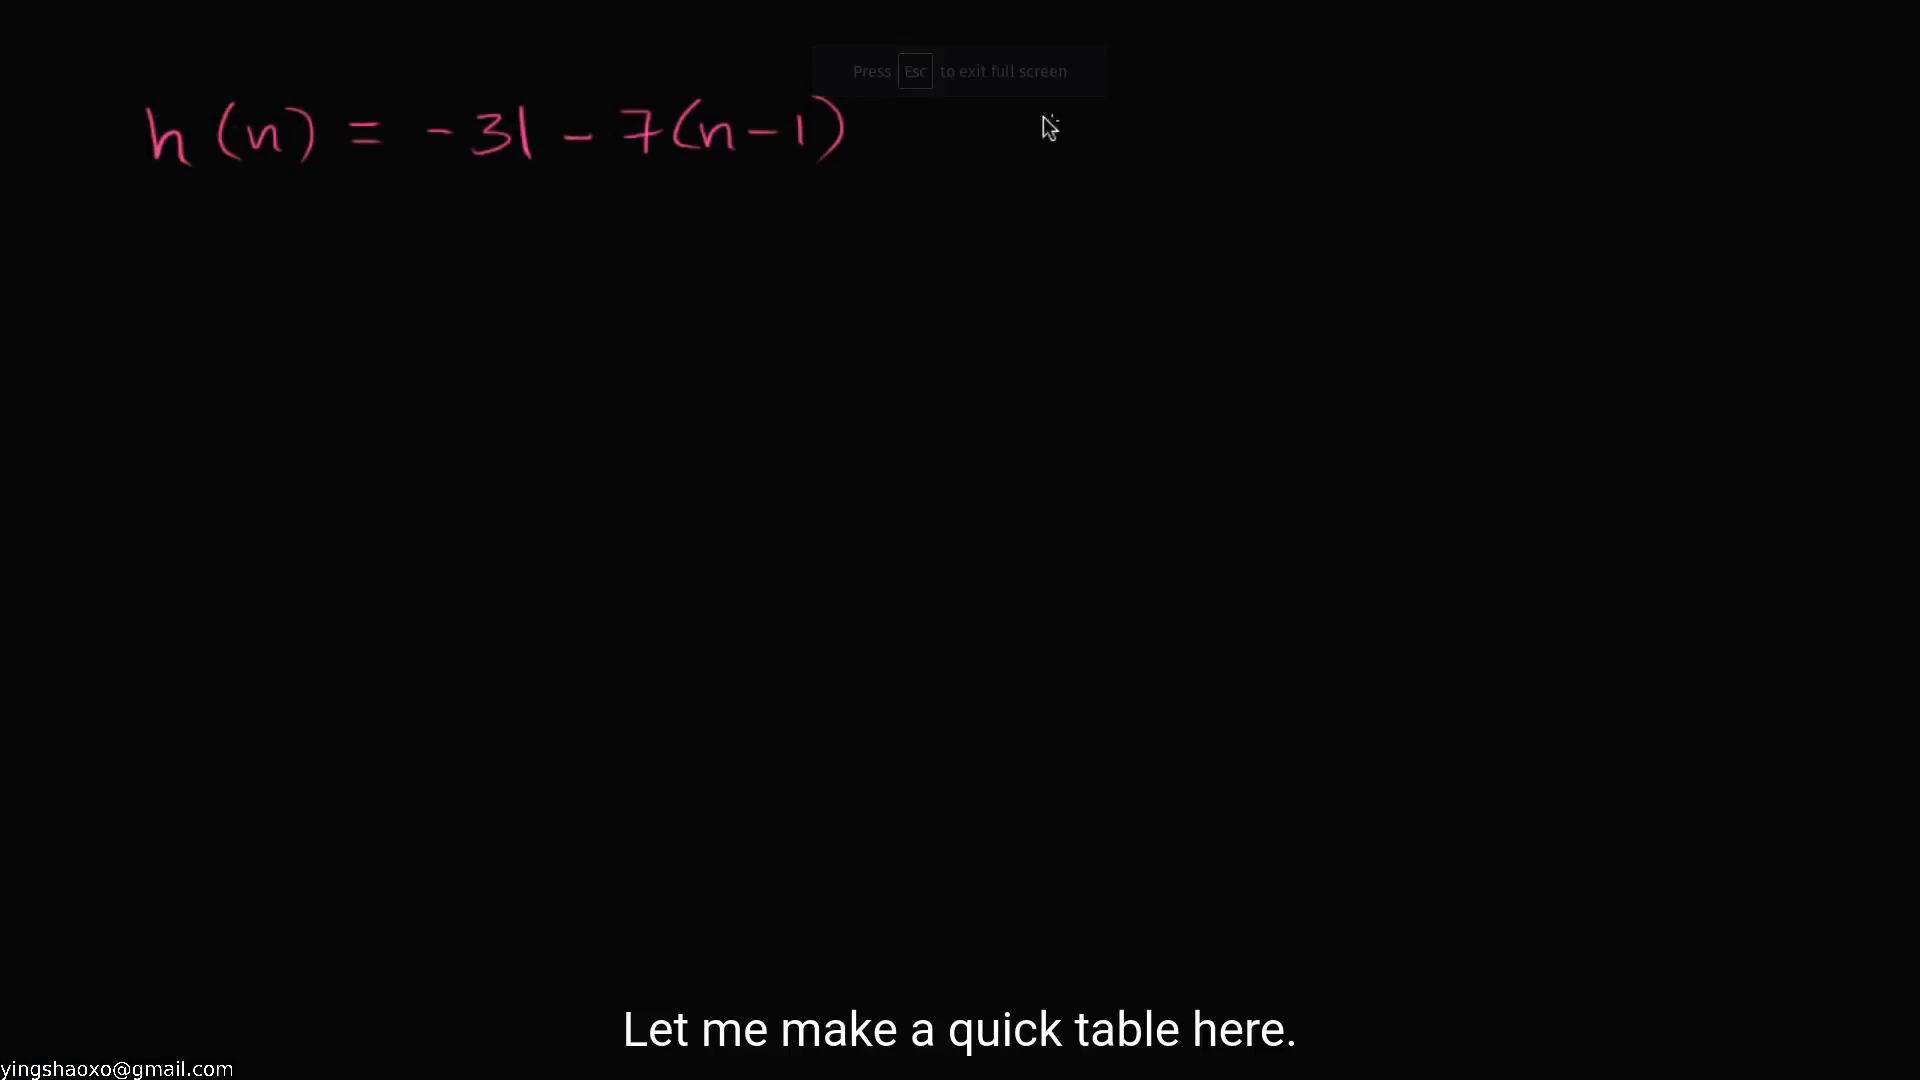 Press Esc to exit full screen
h(n) = -31 - 7(n-1)
Let me make a quick table here.
yingshaoxo@gmail.com